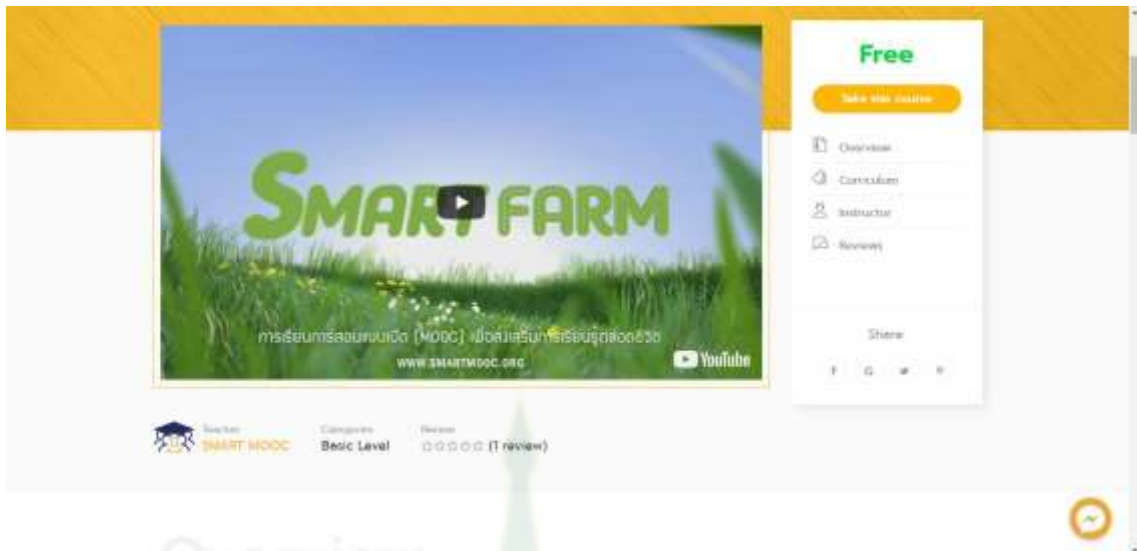 SMART FARM
การเรียนการสอนแบบเปิด (MOOC) เพื่อส่งเสริมการเรียนรู้ตลอดชีวิต
WWW.SMARTMOOC.ORG
YouTube
Teacher
SMART MOOC
Categories
Besic Level
Review
(1 review)
Free
Take this course
Overview
Curriculum
Instructor
Reviews
Share
Overview